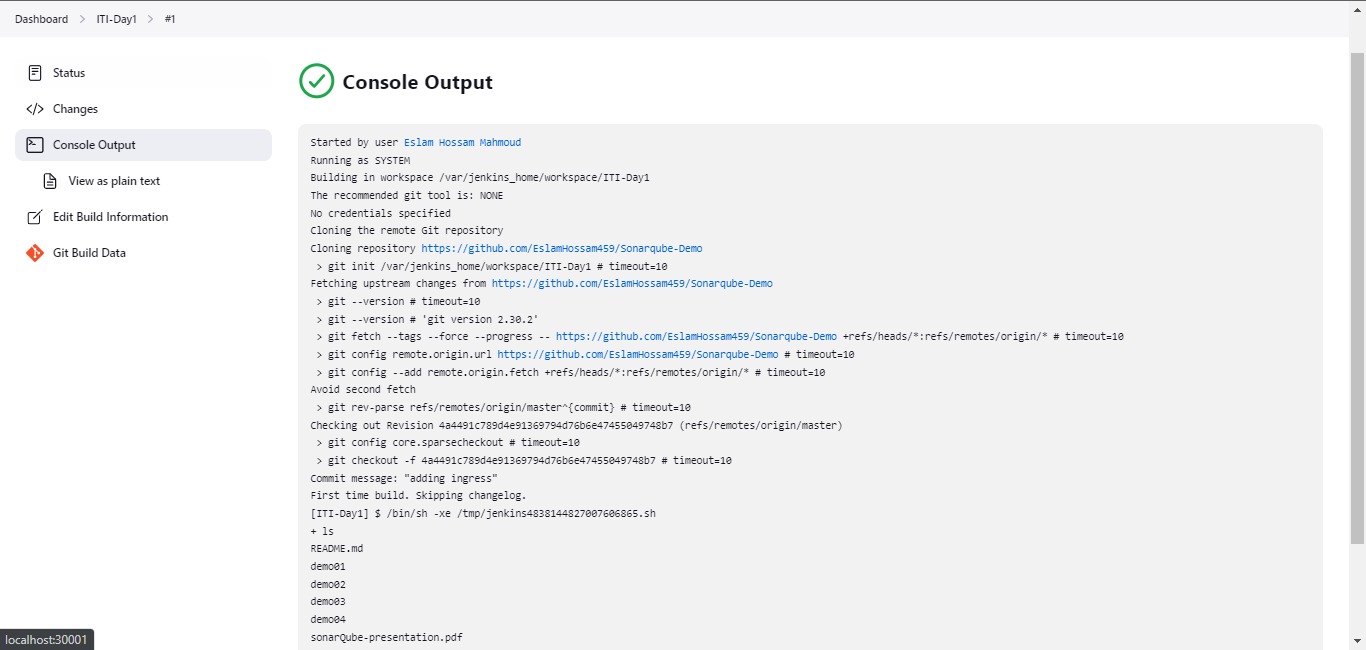 Dashboard > ITI-Day1 > #1
Status
Changes
Console Output
View as plain text
Edit Build Information
Git Build Data
Console Output
Started by user Eslam Hossam Mahmoud
Running as SYSTEM
Building in workspace /var/jenkins_home/workspace/ITI-Day1
The recommended git tool is: NONE
No credentials specified
Cloning the remote Git repository
Cloning repository https://github.com/EslamHossam459/Sonarqube-Demo
> git init /var/jenkins_home/workspace/ITI-Day1 # timeout=10
Fetching upstream changes from https://github.com/EslamHossam459/Sonarqube-Demo
> git --version # timeout=10
> git --version # 'git version 2.30.2'
> git fetch --tags --force --progress -- https://github.com/EslamHossam459/Sonarqube-Demo +refs/heads/*:refs/remotes/origin/* # timeout=10
> git config remote.origin.url https://github.com/EslamHossam459/Sonarqube-Demo # timeout=10
> git config --add remote.origin.fetch +refs/heads/*:refs/remotes/origin/* # timeout=10
Avoid second fetch
> git rev-parse refs/remotes/origin/master^{commit} # timeout=10
Checking out Revision 4a4491c789d4e91369794d76b6e47455049748b7 (refs/remotes/origin/master)
> git config core.sparsecheckout # timeout=10
> git checkout -f 4a4491c789d4e91369794d76b6e47455049748b7 # timeout=10
Commit message: "adding ingress"
First time build. Skipping changelog.
[ITI-Day1] $ /bin/sh -xe /tmp/jenkins4838144827007606865.sh
+ ls
README.md
demo01
demo02
demo03
demo04
sonarQube-presentation.pdf
localhost:30001